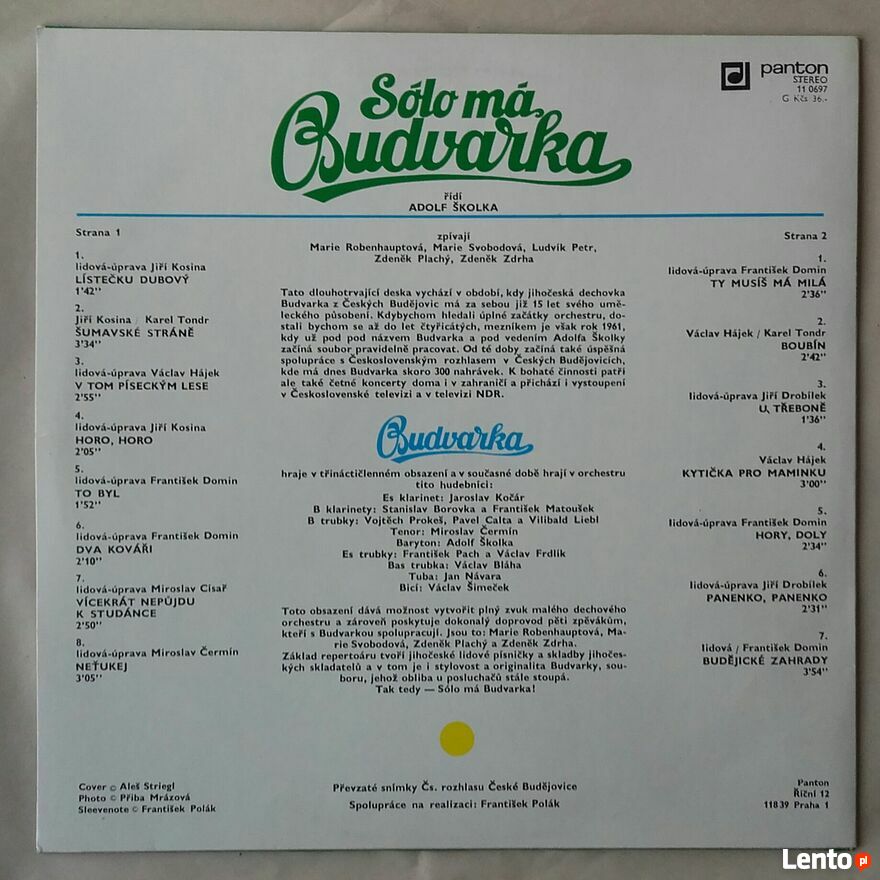 Sólo má
Budvarka
panton
STEREO
11 0697
G Kčs 36,-
řídí
ADOLF ŠKOLKA
Strana 1
1.
lidová-úprava Jiří Kosina
LÍSTEČKU DUBOVÝ
1'42''
2.
Jiří Kosina / Karel Tondr
ŠUMAVSKÉ STRÁNĚ
3'34''
3.
lidová-úprava Václav Hájek
V TOM PÍSECKÝM LESE
2'55''
4.
lidová-úprava Jiří Kosina
HORO, HORO
2'05''
5.
lidová-úprava František Domin
TO BYL
1'52''
6.
lidová-úprava František Domin
DVA KOVÁŘI
2'10''
7.
lidová-úprava Miroslav Císař
VÍCEKRÁT NEPŮJDU
K STUDÁNCE
2'50''
8.
lidová-úprava Miroslav Čermín
NEŤUKEJ
3'05''
zpívají
Marie Robenhauptová, Marie Svobodová, Ludvík Petr,
Zdeněk Plachý, Zdeněk Zdrha
Tato dlouhotrvající deska vychází v období, kdy jihočeská dechovka
Budvarka z Českých Budějovic má za sebou již 15 let svého umě-
leckého působení. Kdybychom hledali úplné začátky orchestru, do-
stali bychom se až do let čtyřicátých, mezníkem je však rok 1961,
kdy už pod pod názvem Budvarka a pod vedením Adolfa Školky
začíná soubor pravidelně pracovat. Od té doby začíná také úspěšná
spolupráce s Československým rozhlasem v Českých Budějovicích,
kde má dnes Budvarka skoro 300 nahrávek. K bohaté činnosti patří
ale také četné koncerty doma i v zahraničí a přichází i vystoupení
v Československé televizi a v televizi NDR.
Budvarka
hraje v třináctičlenném obsazení a v současné době hrají v orchestru
tito hudebníci:
Es klarinet: Jaroslav Kočár
B klarinety: Stanislav Borovka a František Matoušek
B trubky: Vojtěch Prokeš, Pavel Calta a Vilibald Liebl
Tenor: Miroslav Čermín
Baryton: Adolf Školka
Es trubky: František Pach a Václav Frdlík
Bas trubka: Václav Bláha
Tuba: Jan Návara
Bicí: Václav Šimeček
Toto obsazení dává možnost vytvořit plný zvuk malého dechového
orchestru a zároveň poskytuje dokonalý doprovod pěti zpěvákům,
kteří s Budvarkou spolupracují. Jsou to: Marie Robenhauptová, Ma-
rie Svobodová, Zdeněk Plachý a Zdeněk Zdrha.
Základ repertoáru tvoří jihočeské lidové písničky a skladby jihočes-
kých skladatelů a v tom je i stylovost a originalita Budvarky, sou-
boru, jehož obliba u posluchačů stále stoupá.
Tak tedy — Sólo má Budvarka!
Strana 2
1.
lidová-úprava František Domin
TY MUSÍŠ MÁ MILÁ
2'36''
2.
Václav Hájek / Karel Tondr
BOUBÍN
2'42''
3.
lidová-úprava Jiří Drobílek
U TŘEBONĚ
1'36''
4.
Václav Hájek
KYTIČKA PRO MAMINKU
3'00''
5.
lidová-úprava František Domin
HORY, DOLY
2'34''
6.
lidová-úprava Jiří Drobílek
PANENKO, PANENKO
2'31''
7.
lidová / František Domin
BUDĚJICKÉ ZAHRADY
3'54''
Cover © Aleš Striegl
Photo © Přiba Mrázová
Sleevenote © František Polák
Převzaté snímky Čs. rozhlasu České Budějovice
Spolupráce na realizaci: František Polák
Panton
Říční 12
118 39 Praha 1
Lento pl